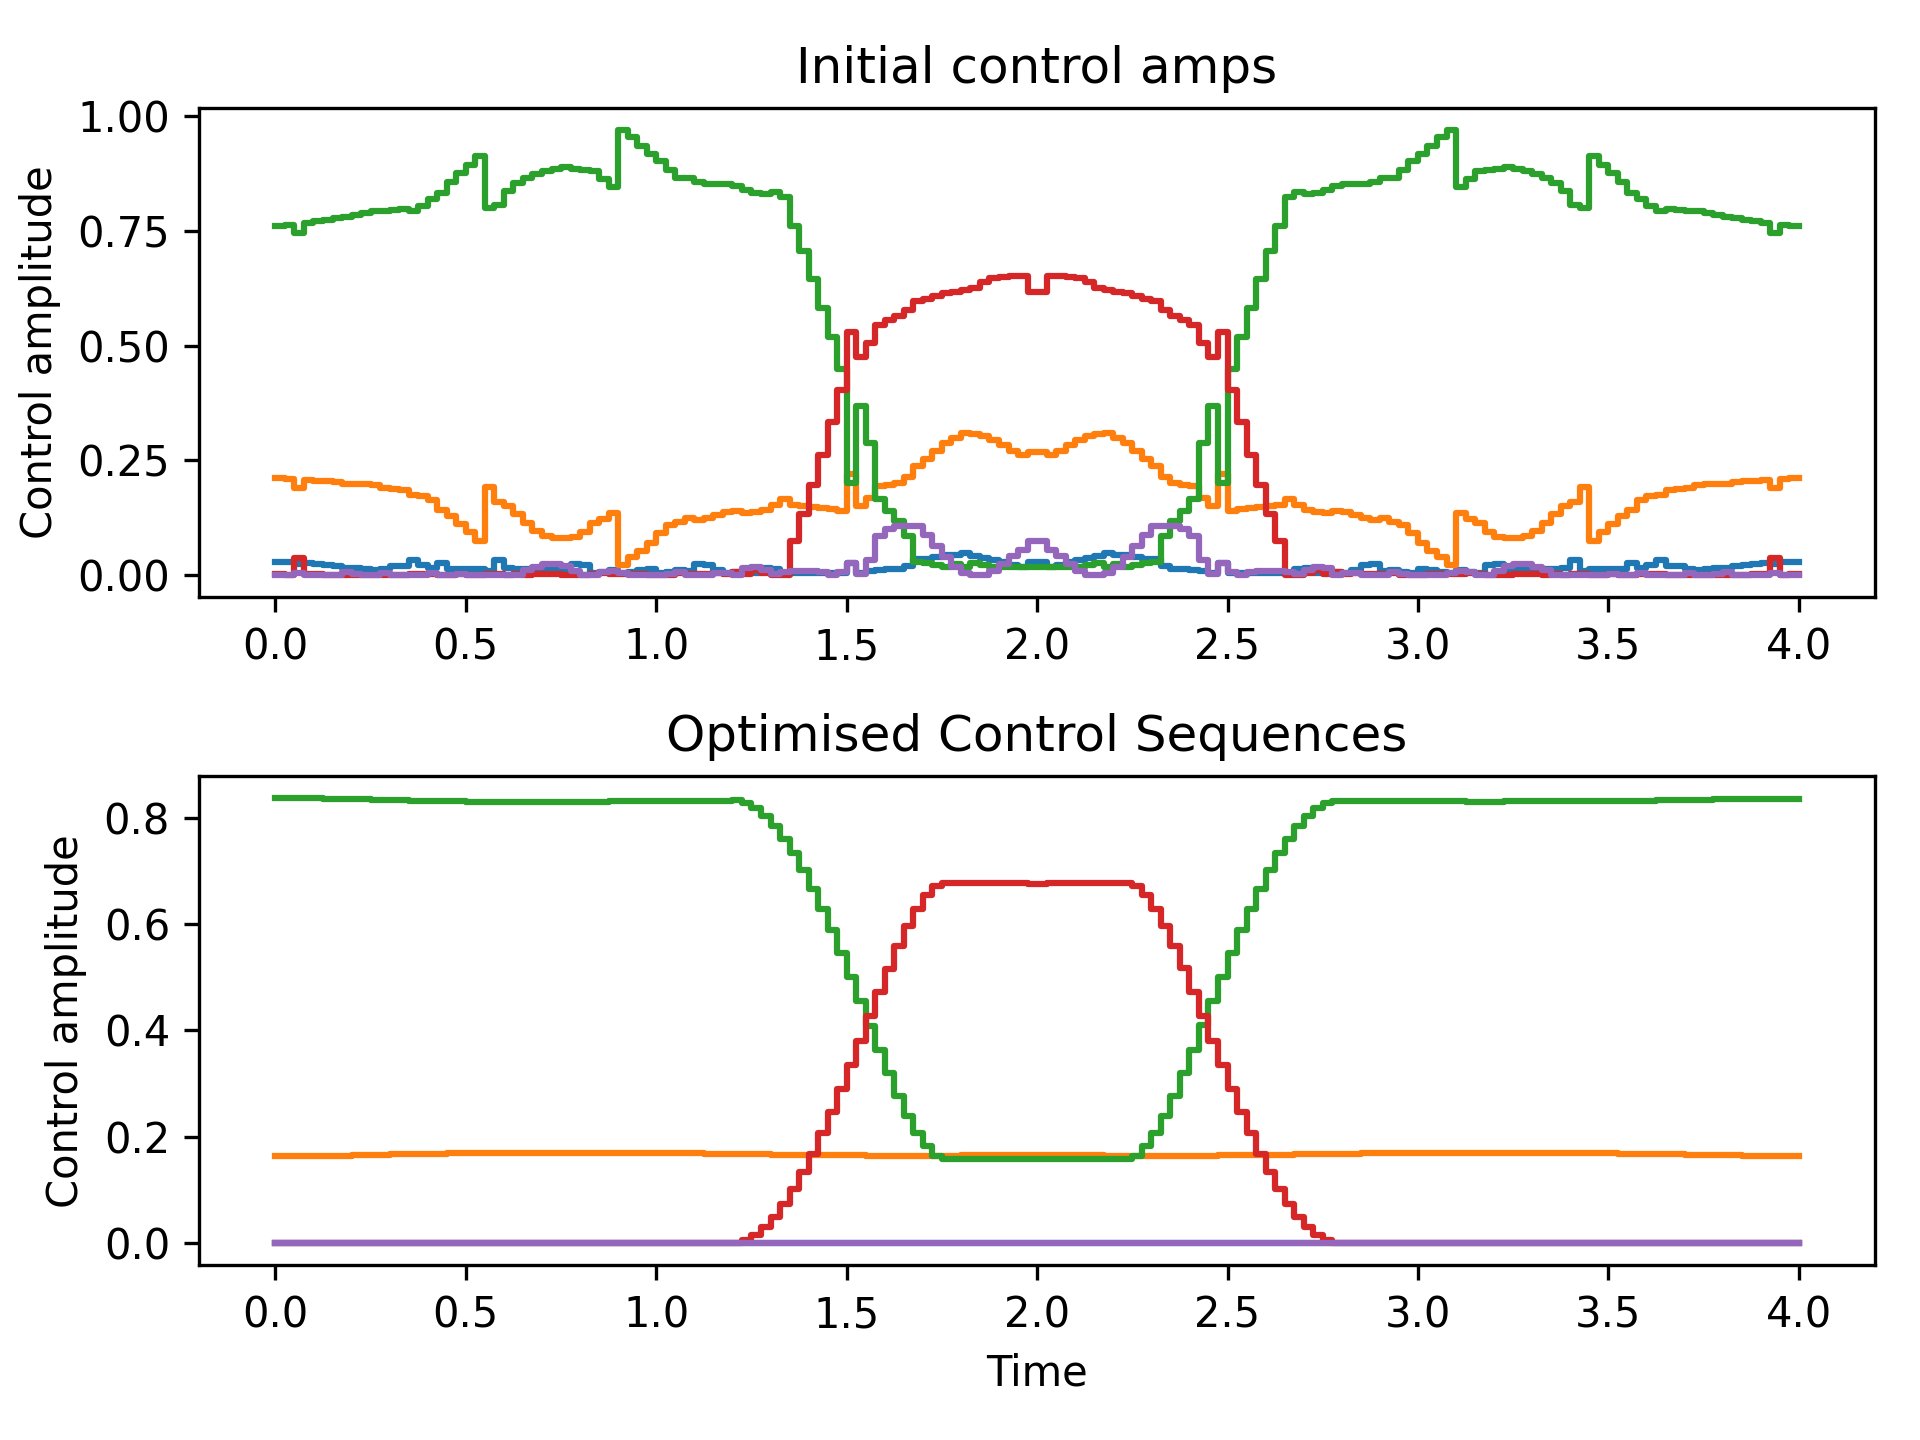 Initial control amps
Control amplitude
1.00
0.75
0.50
0.25
0.00
0.0 0.5 1.0 1.5 2.0 2.5 3.0 3.5 4.0
Optimised Control Sequences
Control amplitude
0.8
0.6
0.4
0.2
0.0
0.0 0.5 1.0 1.5 2.0 2.5 3.0 3.5 4.0
Time